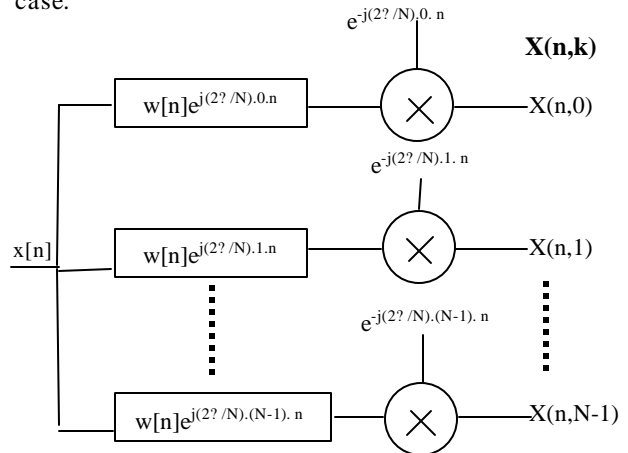 case.
e-j(2? /N).0. n
X(n,k)
w[n]ej(2? /N).0.n
X(n,0)
e-j(2? /N).1. n
x[n]
w[n]ej(2? /N).1.n
X(n,1)
e-j(2? /N).(N-1). n
w[n]ej(2? /N).(N-1). n
X(n,N-1)